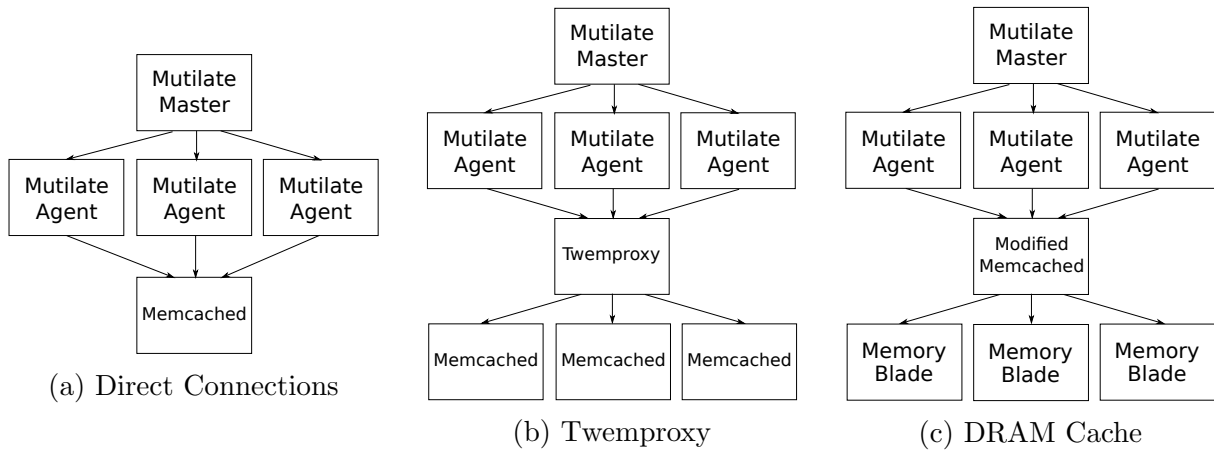 Mutilate
Master
Mutilate
Agent
Mutilate
Agent
Mutilate
Agent
Memcached
(a) Direct Connections
Mutilate
Master
Mutilate
Agent
Mutilate
Agent
Mutilate
Agent
Twemproxy
Memcached
Memcached
Memcached
(b) Twemproxy
Mutilate
Master
Mutilate
Agent
Mutilate
Agent
Mutilate
Agent
Modified
Memcached
Memory
Blade
Memory
Blade
Memory
Blade
(c) DRAM Cache